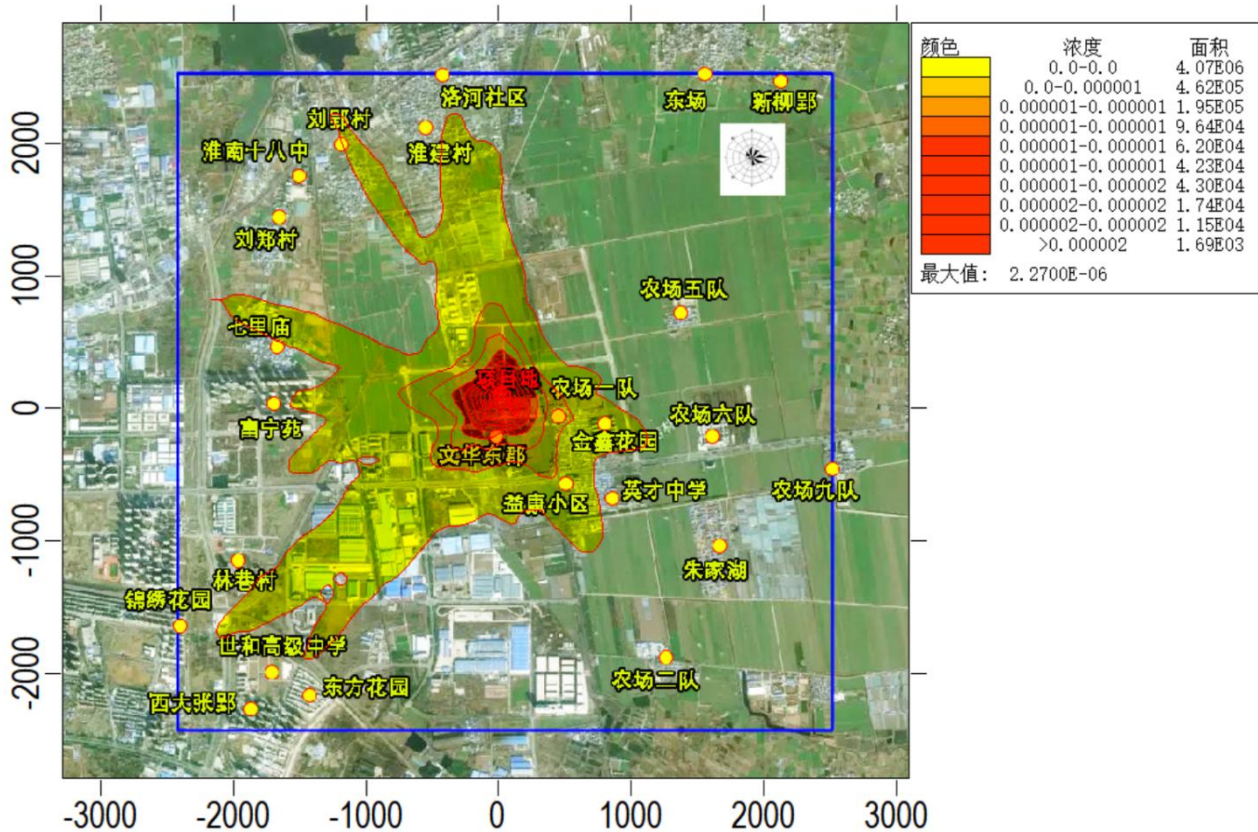 颜色 浓度 面积
0.0-0.0 4.07E06
0.0-0.000001 4.62E05
0.000001-0.000001 1.95E05
0.000001-0.000001 9.64E04
0.000001-0.000001 6.20E04
0.000001-0.000001 4.23E04
0.000001-0.000002 4.30E04
0.000002-0.000002 1.74E04
0.000002-0.000002 1.15E04
>0.000002 1.69E03
最大值: 2.2700E-06
洛河社区
东场
新柳郢
刘郢村
淮南十八中
淮建村
刘郑村
农场五队
七里庙
项目地
农场一队
富宁苑
金鑫花园
农场六队
文华东郡
益康小区
英才中学
农场九队
朱家湖
林巷村
锦绣花园
世和高级中学
农场二队
东方花园
西大张郢
2000
1000
0
-1000
-2000
-3000 -2000 -1000 0 1000 2000 3000